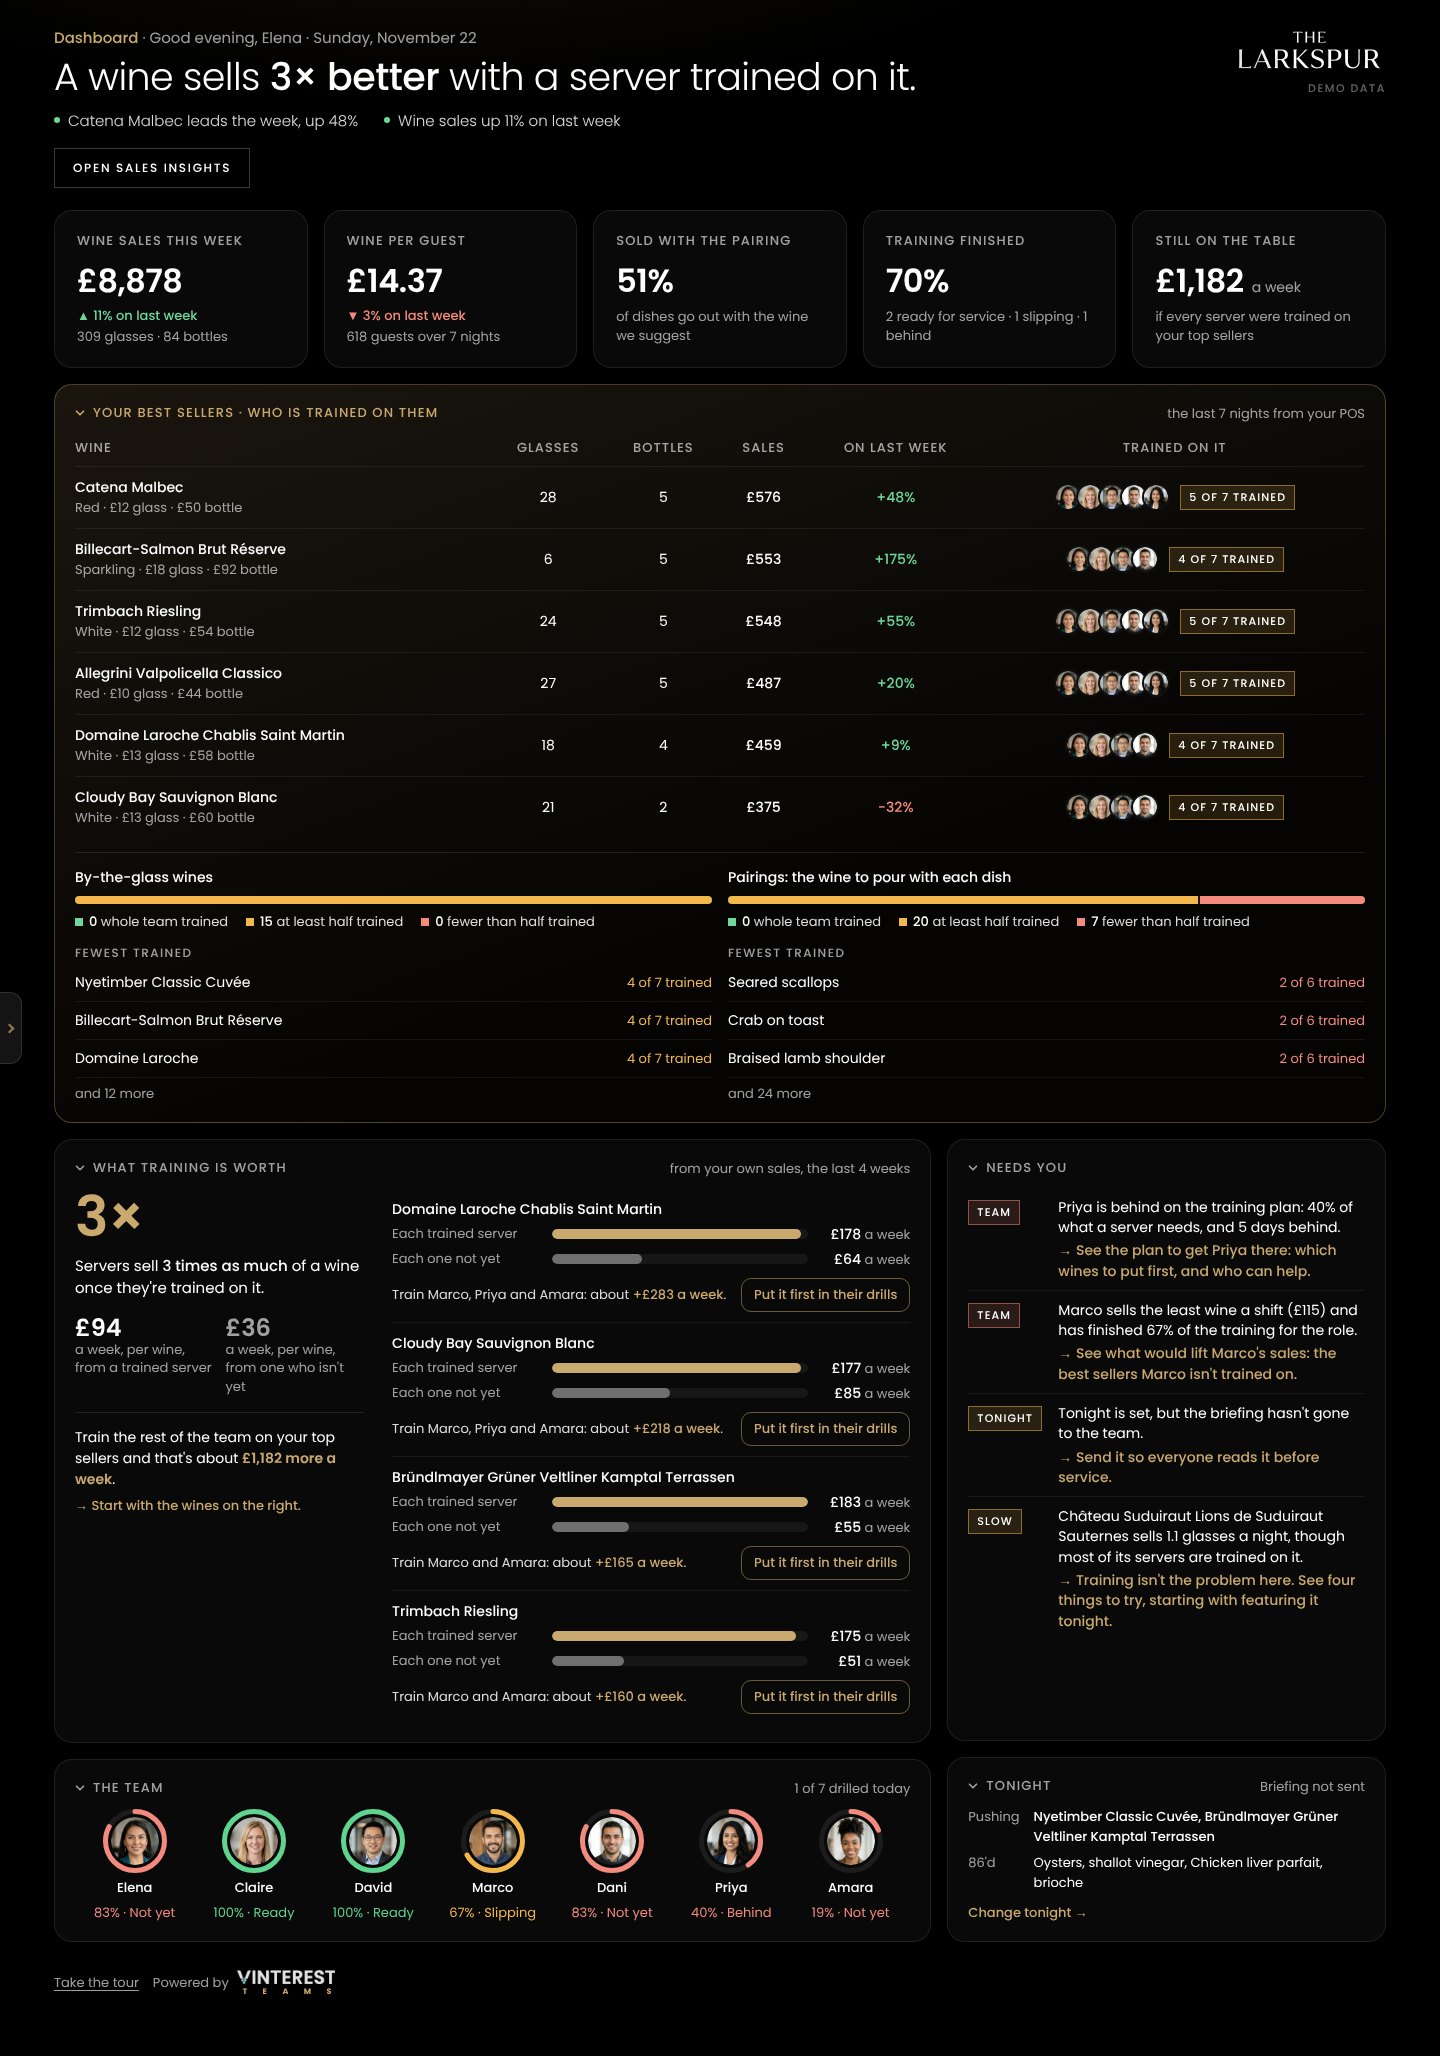 Dashboard · Good evening, Elena · Sunday, November 22
A wine sells 3× better with a server trained on it.
Catena Malbec leads the week, up 48%
Wine sales up 11% on last week
THE
LARKSPUR
DEMO DATA
OPEN SALES INSIGHTS
WINE SALES THIS WEEK
£8,878
▲ 11% on last week
309 glasses · 84 bottles
WINE PER GUEST
£14.37
▼ 3% on last week
618 guests over 7 nights
SOLD WITH THE PAIRING
51%
of dishes go out with the wine
we suggest
TRAINING FINISHED
70%
2 ready for service · 1 slipping · 1
behind
STILL ON THE TABLE
£1,182 a week
if every server were trained on
your top sellers
YOUR BEST SELLERS · WHO IS TRAINED ON THEM
the last 7 nights from your POS
WINE GLASSES BOTTLES SALES ON LAST WEEK TRAINED ON IT
Catena Malbec
Red · £12 glass · £50 bottle
28 5 £576 +48% 5 OF 7 TRAINED
Billecart-Salmon Brut Réserve
Sparkling · £18 glass · £92 bottle
6 5 £553 +175% 4 OF 7 TRAINED
Trimbach Riesling
White · £12 glass · £54 bottle
24 5 £548 +55% 5 OF 7 TRAINED
Allegrini Valpolicella Classico
Red · £10 glass · £44 bottle
27 5 £487 +20% 5 OF 7 TRAINED
Domaine Laroche Chablis Saint Martin
White · £13 glass · £58 bottle
18 4 £459 +9% 4 OF 7 TRAINED
Cloudy Bay Sauvignon Blanc
White · £13 glass · £60 bottle
21 2 £375 -32% 4 OF 7 TRAINED
By-the-glass wines
0 whole team trained 15 at least half trained 0 fewer than half trained
FEWEST TRAINED
Nyetimber Classic Cuvée 4 of 7 trained
Billecart-Salmon Brut Réserve 4 of 7 trained
Domaine Laroche 4 of 7 trained
and 12 more
Pairings: the wine to pour with each dish
0 whole team trained 20 at least half trained 7 fewer than half trained
FEWEST TRAINED
Seared scallops 2 of 6 trained
Crab on toast 2 of 6 trained
Braised lamb shoulder 2 of 6 trained
and 24 more
WHAT TRAINING IS WORTH
from your own sales, the last 4 weeks
3×
Servers sell 3 times as much of a wine
once they're trained on it.
£94
a week, per wine,
from a trained server
£36
a week, per wine,
from one who isn't
yet
Train the rest of the team on your top
sellers and that's about £1,182 more a
week.
→ Start with the wines on the right.
Domaine Laroche Chablis Saint Martin
Each trained server £178 a week
Each one not yet £64 a week
Train Marco, Priya and Amara: about +£283 a week. Put it first in their drills
Cloudy Bay Sauvignon Blanc
Each trained server £177 a week
Each one not yet £85 a week
Train Marco, Priya and Amara: about +£218 a week. Put it first in their drills
Bründlmayer Grüner Veltliner Kamptal Terrassen
Each trained server £183 a week
Each one not yet £55 a week
Train Marco and Amara: about +£165 a week. Put it first in their drills
Trimbach Riesling
Each trained server £175 a week
Each one not yet £51 a week
Train Marco and Amara: about +£160 a week. Put it first in their drills
NEEDS YOU
TEAM
Priya is behind on the training plan: 40% of
what a server needs, and 5 days behind.
→ See the plan to get Priya there: which
wines to put first, and who can help.
TEAM
Marco sells the least wine a shift (£115) and
has finished 67% of the training for the role.
→ See what would lift Marco's sales: the
best sellers Marco isn't trained on.
TONIGHT
Tonight is set, but the briefing hasn't gone
to the team.
→ Send it so everyone reads it before
service.
SLOW
Château Suduiraut Lions de Suduiraut
Sauternes sells 1.1 glasses a night, though
most of its servers are trained on it.
→ Training isn't the problem here. See four
things to try, starting with featuring it
tonight.
THE TEAM
1 of 7 drilled today
Elena Claire David Marco Dani Priya Amara
83% · Not yet 100% · Ready 100% · Ready 67% · Slipping 83% · Not yet 40% · Behind 19% · Not yet
TONIGHT
Briefing not sent
Pushing Nyetimber Classic Cuvée, Bründlmayer Grüner
Veltliner Kamptal Terrassen
86'd Oysters, shallot vinegar, Chicken liver parfait,
brioche
Change tonight →
Take the tour Powered by VINTEREST
TEAMS